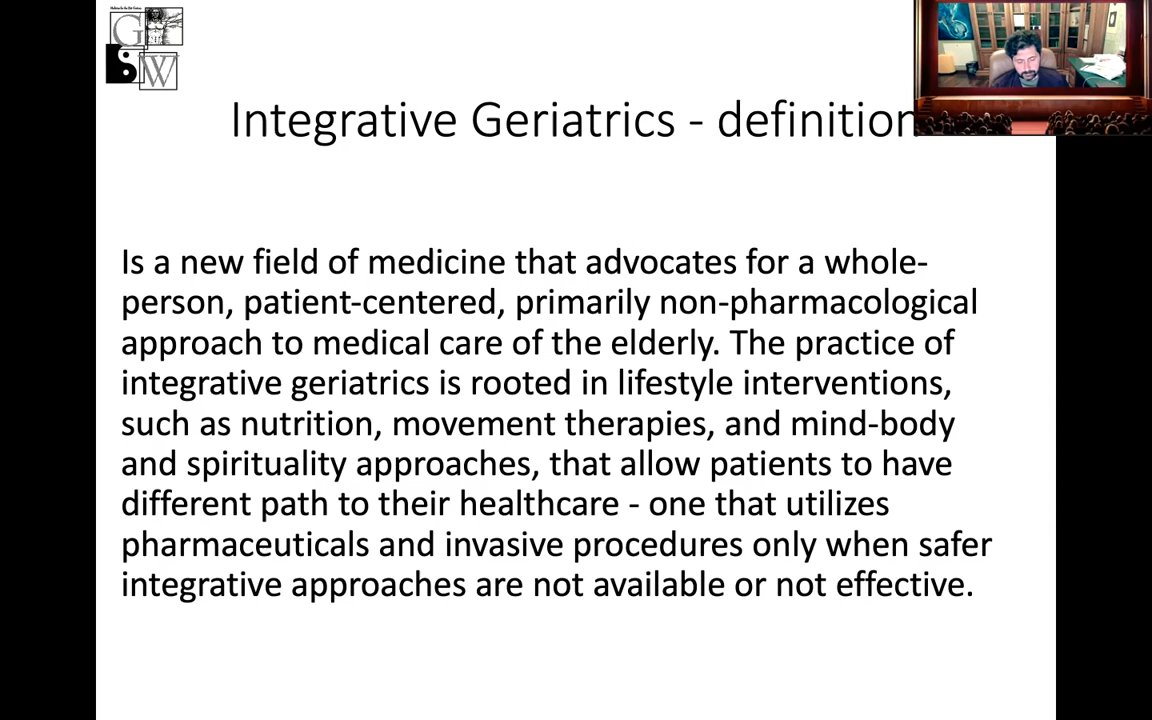 G
W
Integrative Geriatrics - definition
Is a new field of medicine that advocates for a whole-
person, patient-centered, primarily non-pharmacological
approach to medical care of the elderly. The practice of
integrative geriatrics is rooted in lifestyle interventions,
such as nutrition, movement therapies, and mind-body
and spirituality approaches, that allow patients to have
different path to their healthcare - one that utilizes
pharmaceuticals and invasive procedures only when safer
integrative approaches are not available or not effective.